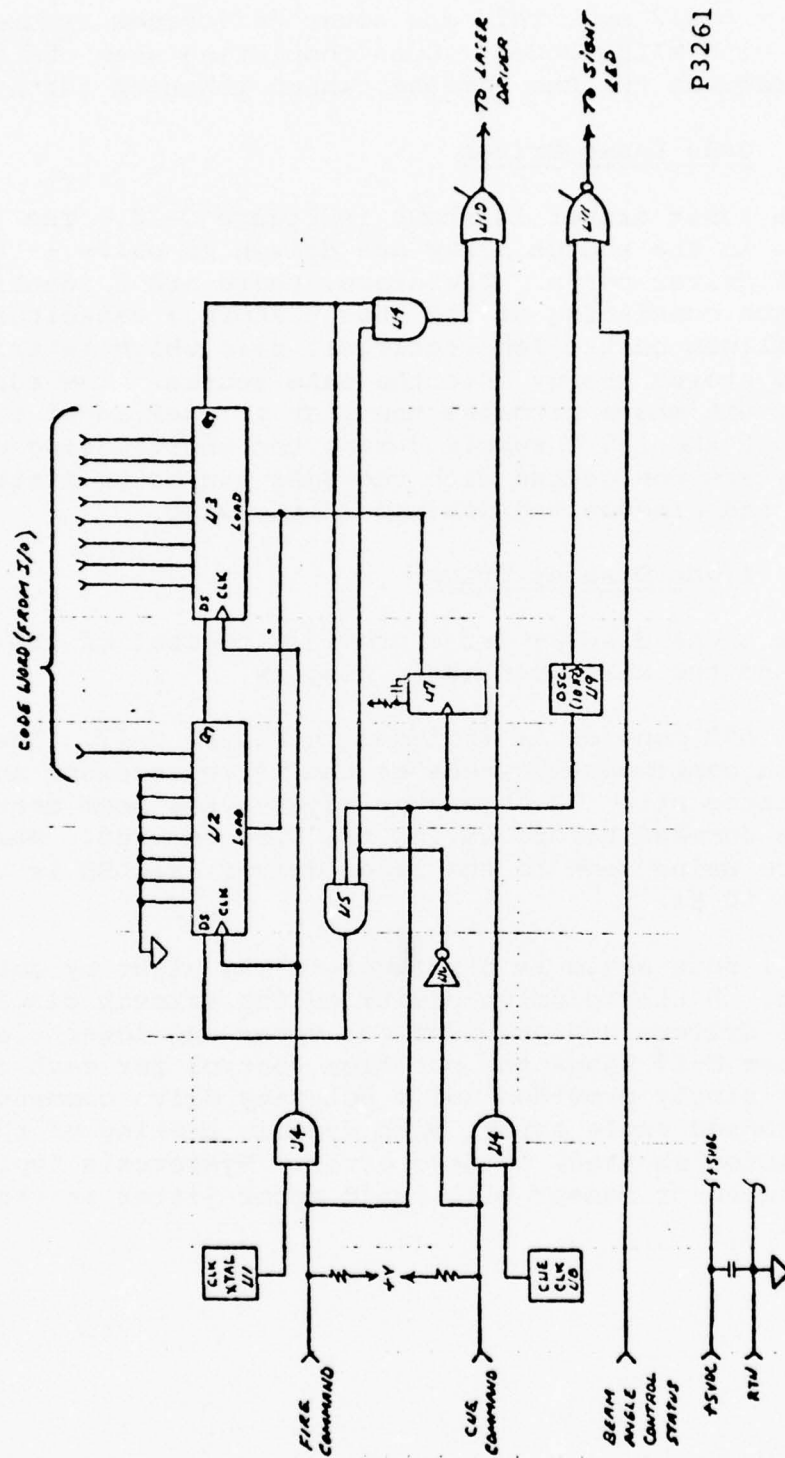 CODE WORD (FROM I/O)
DS
U2
Q7
CLK
LOAD
DS
U3
Q7
CLK
LOAD
U4
U10
TO LASER
DRIVER
U5
U7
U6
CLK
XTAL
U1
U4
FIRE
COMMAND
+V
CUE
COMMAND
U4
CUE
CLK
U8
OSC
(10 HZ)
U9
U11
TO SIGHT
LED
BEAM
ANGLE
CONTROL
STATUS
+5VDC
+5VDC
RTN
P3261